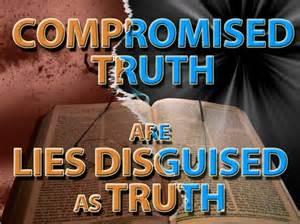 COMPROMISED
TRUTH
ARE
LIES DISGUISED
AS TRUTH